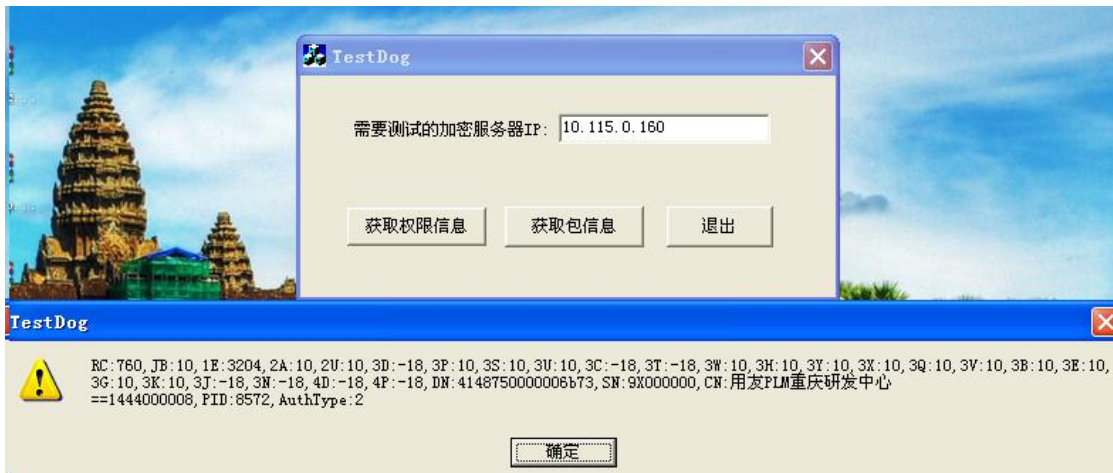 TestDog
需要测试的加密服务器IP: 10.115.0.160
获取权限信息 获取包信息 退出
TestDog
RC:760,JB:10,1E:3204,2A:10,2U:10,3D:-18,3P:10,3S:10,3U:10,3C:-18,3T:-18,3W:10,3H:10,3Y:10,3X:10,3Q:10,3V:10,3B:10,3E:10,
3G:10,3K:10,3J:-18,3N:-18,4D:-18,4P:-18,DN:4148750000006b73,SN:9X000000,CN:用友PLM重庆研发中心
==1444000008,PID:8572,AuthType:2
确定